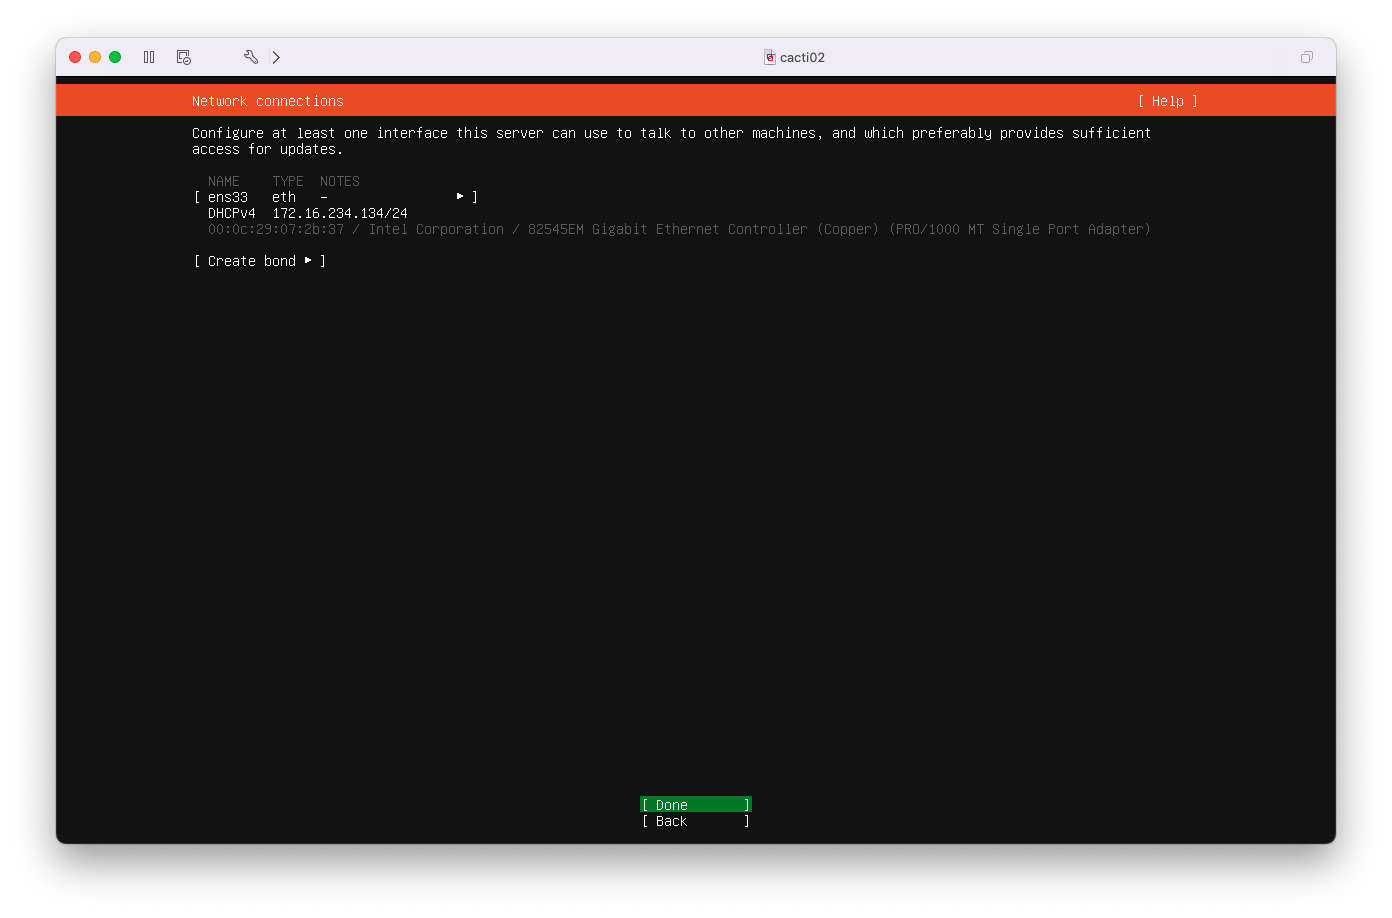 cacti02
Network connections [ Help ]
Configure at least one interface this server can use to talk to other machines, and which preferably provides sufficient
access for updates.
NAME TYPE NOTES
[ ens33 eth – ▸ ]
DHCPv4 172.16.234.134/24
00:0c:29:07:2b:37 / Intel Corporation / 82545EM Gigabit Ethernet Controller (Copper) (PRO/1000 MT Single Port Adapter)
[ Create bond ▸ ]
[ Done ]
[ Back ]